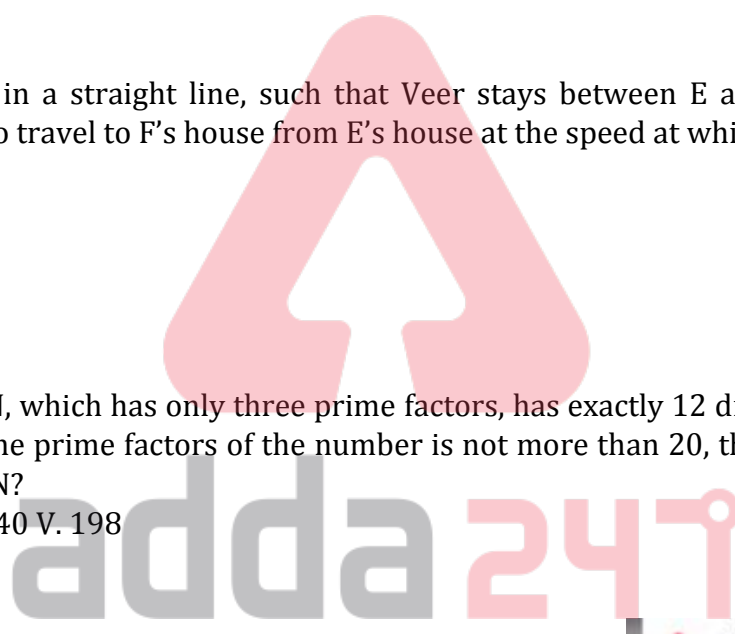 in a straight line, such that Veer stays between E a
o travel to F's house from E's house at the speed at whi
, which has only three prime factors, has exactly 12 d
he prime factors of the number is not more than 20, th
N?
40 V. 198
adda 247